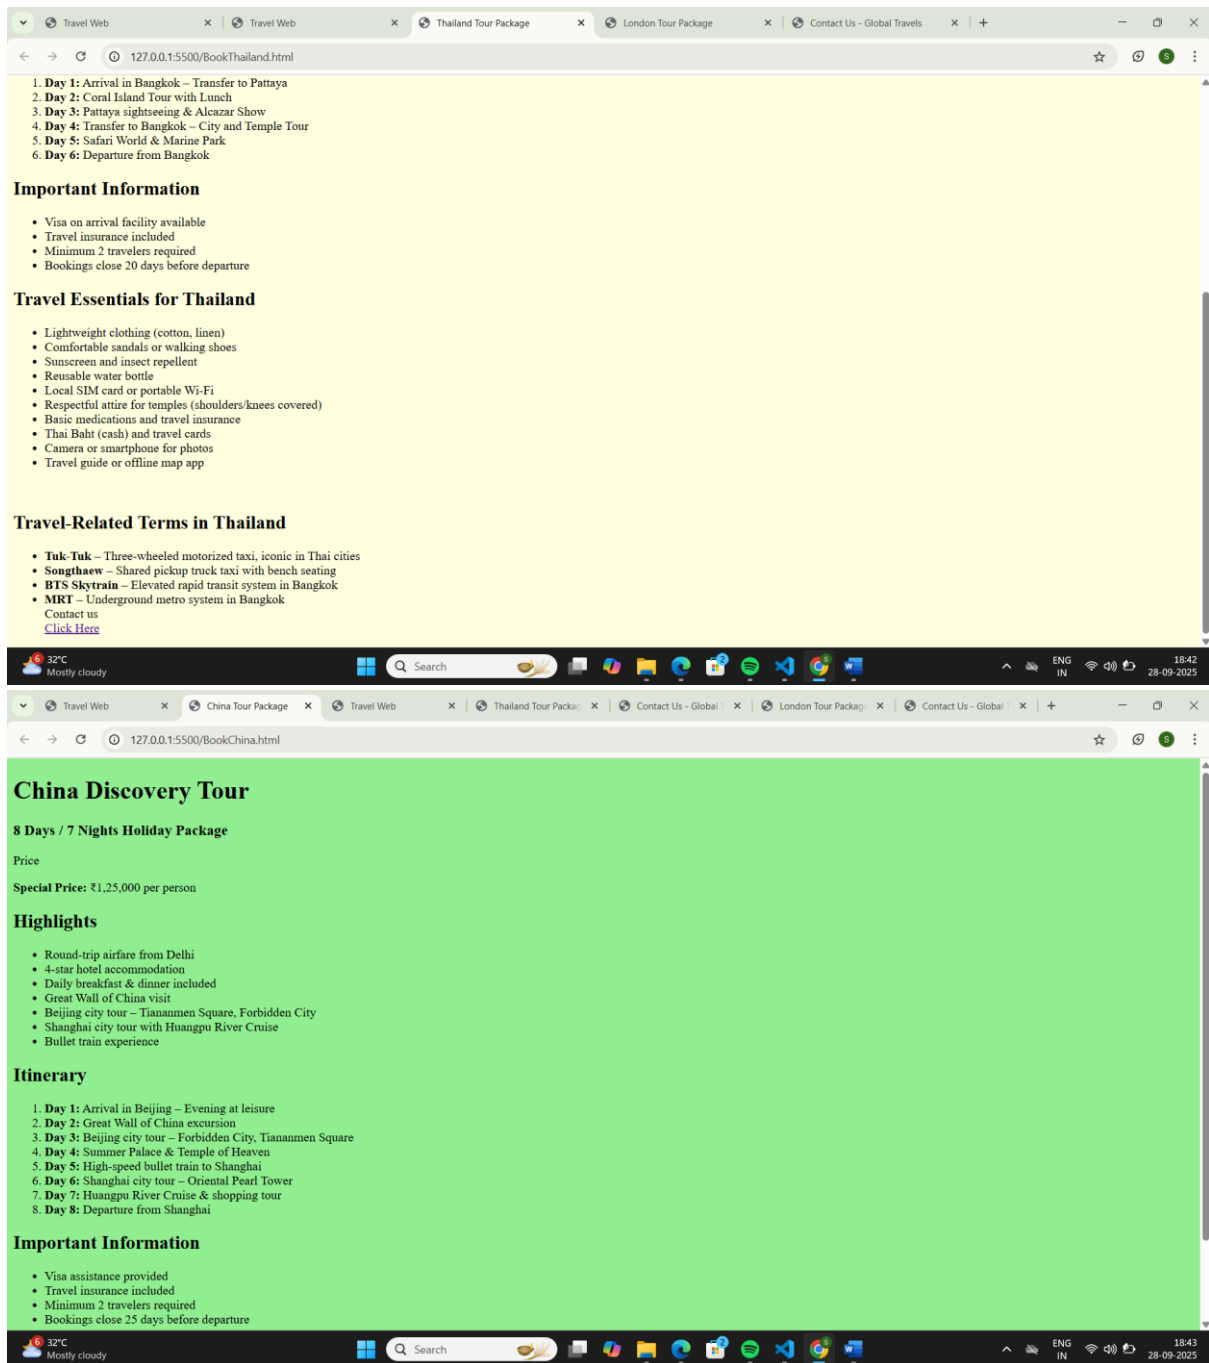 Travel Web
Travel Web
Thailand Tour Package
London Tour Package
Contact Us - Global Travels
127.0.0.1:5500/BookThailand.html
S
1. Day 1: Arrival in Bangkok – Transfer to Pattaya
2. Day 2: Coral Island Tour with Lunch
3. Day 3: Pattaya sightseeing & Alcazar Show
4. Day 4: Transfer to Bangkok – City and Temple Tour
5. Day 5: Safari World & Marine Park
6. Day 6: Departure from Bangkok
Important Information
• Visa on arrival facility available
• Travel insurance included
• Minimum 2 travelers required
• Bookings close 20 days before departure
Travel Essentials for Thailand
• Lightweight clothing (cotton, linen)
• Comfortable sandals or walking shoes
• Sunscreen and insect repellent
• Reusable water bottle
• Local SIM card or portable Wi-Fi
• Respectful attire for temples (shoulders/knees covered)
• Basic medications and travel insurance
• Thai Baht (cash) and travel cards
• Camera or smartphone for photos
• Travel guide or offline map app
Travel-Related Terms in Thailand
• Tuk-Tuk – Three-wheeled motorized taxi, iconic in Thai cities
• Songthaew – Shared pickup truck taxi with bench seating
• BTS Skytrain – Elevated rapid transit system in Bangkok
• MRT – Underground metro system in Bangkok
Contact us
Click Here
6
32°C
Mostly cloudy
Search
2
ENG
IN
18:42
28-09-2025
Travel Web
China Tour Package
Travel Web
Thailand Tour Packag
Contact Us - Global
London Tour Packag
Contact Us - Global
127.0.0.1:5500/BookChina.html
S
China Discovery Tour
8 Days / 7 Nights Holiday Package
Price
Special Price: ₹1,25,000 per person
Highlights
• Round-trip airfare from Delhi
• 4-star hotel accommodation
• Daily breakfast & dinner included
• Great Wall of China visit
• Beijing city tour – Tiananmen Square, Forbidden City
• Shanghai city tour with Huangpu River Cruise
• Bullet train experience
Itinerary
1. Day 1: Arrival in Beijing – Evening at leisure
2. Day 2: Great Wall of China excursion
3. Day 3: Beijing city tour – Forbidden City, Tiananmen Square
4. Day 4: Summer Palace & Temple of Heaven
5. Day 5: High-speed bullet train to Shanghai
6. Day 6: Shanghai city tour – Oriental Pearl Tower
7. Day 7: Huangpu River Cruise & shopping tour
8. Day 8: Departure from Shanghai
Important Information
• Visa assistance provided
• Travel insurance included
• Minimum 2 travelers required
• Bookings close 25 days before departure
6
32°C
Mostly cloudy
Search
2
ENG
IN
18:43
28-09-2025